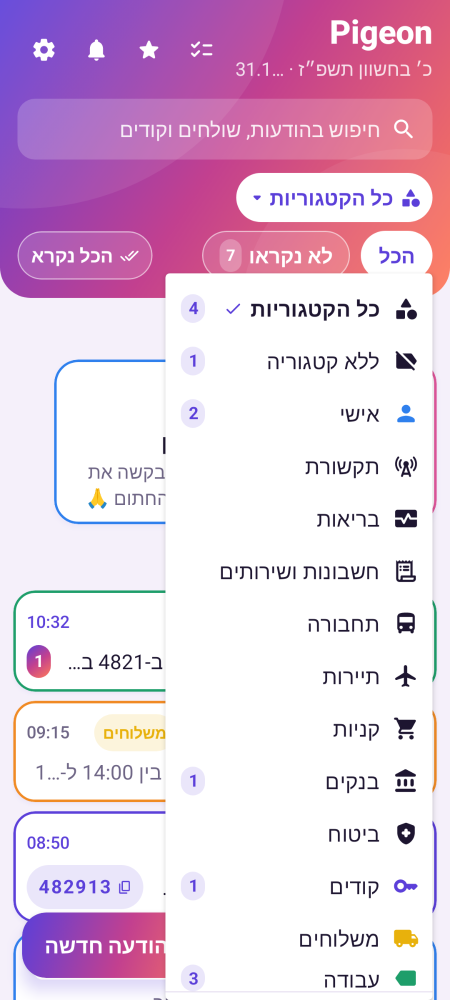 Pigeon
כ׳ בחשוון תשפ״ז · 31.1...
חיפוש בהודעות, שולחים וקודים
כל הקטגוריות
הכל
לא נקראו 7
הכל נקרא
כל הקטגוריות 4
ללא קטגוריה 1
אישי 2
תקשורת
בריאות
חשבונות ושירותים
תחבורה
תיירות
קניות
בנקים 1
ביטוח
קודים 1
משלוחים
עבודה 3
בקשה את
החתום 🙏
10:32
ב-4821 ב...
1
משלוחים
09:15
בין 14:00 ל-1...
08:50
482913
הודעה חדשה